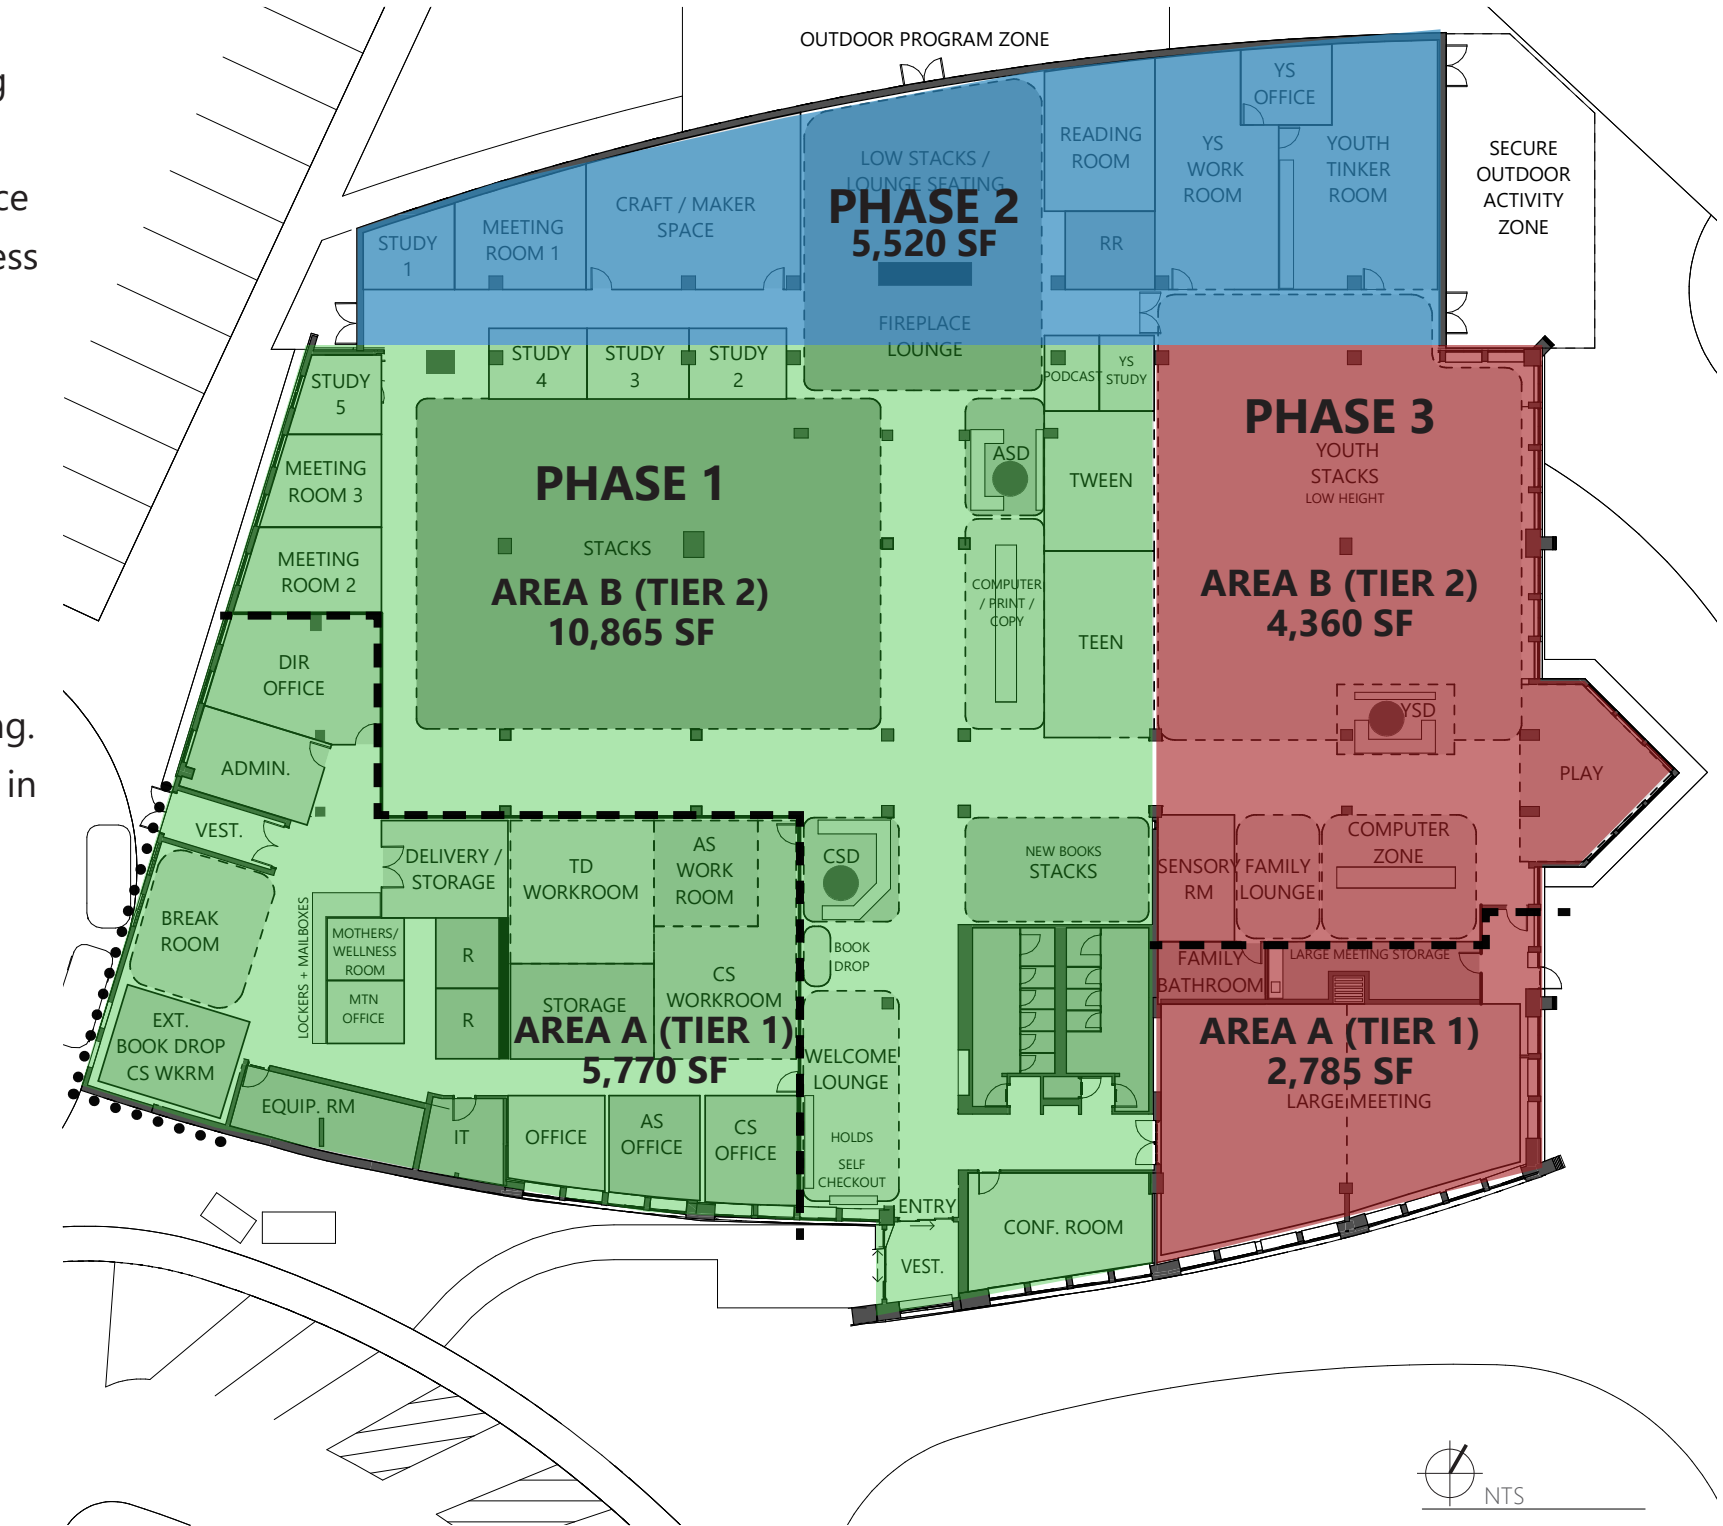 g
ce
ess
ng.
in
OUTDOOR PROGRAM ZONE
YS
OFFICE
READING
ROOM
YS
WORK
ROOM
YOUTH
TINKER
ROOM
SECURE
OUTDOOR
ACTIVITY
ZONE
LOW STACKS /
LOUNGE SEATING
PHASE 2
5,520 SF
CRAFT / MAKER
SPACE
MEETING
ROOM 1
STUDY
1
RR
FIREPLACE
LOUNGE
STUDY
4
STUDY
3
STUDY
2
PODCAST
YS
STUDY
STUDY
5
MEETING
ROOM 3
MEETING
ROOM 2
PHASE 1
STACKS
AREA B (TIER 2)
10,865 SF
ASD
TWEEN
COMPUTER
/ PRINT /
COPY
TEEN
PHASE 3
YOUTH
STACKS
LOW HEIGHT
AREA B (TIER 2)
4,360 SF
YSD
PLAY
DIR
OFFICE
ADMIN.
VEST.
BREAK
ROOM
EXT.
BOOK DROP
CS WKRM
LOCKERS + MAILBOXES
DELIVERY /
STORAGE
TD
WORKROOM
AS
WORK
ROOM
MOTHERS/
WELLNESS
ROOM
MTN
OFFICE
R
R
STORAGE
CS
WORKROOM
AREA A (TIER 1)
5,770 SF
EQUIP. RM
IT
OFFICE
AS
OFFICE
CS
OFFICE
CSD
BOOK
DROP
WELCOME
LOUNGE
HOLDS
SELF
CHECKOUT
ENTRY
VEST.
CONF. ROOM
NEW BOOKS
STACKS
SENSORY
RM
FAMILY
LOUNGE
COMPUTER
ZONE
FAMILY
BATHROOM
LARGE MEETING STORAGE
AREA A (TIER 1)
2,785 SF
LARGE MEETING
NTS